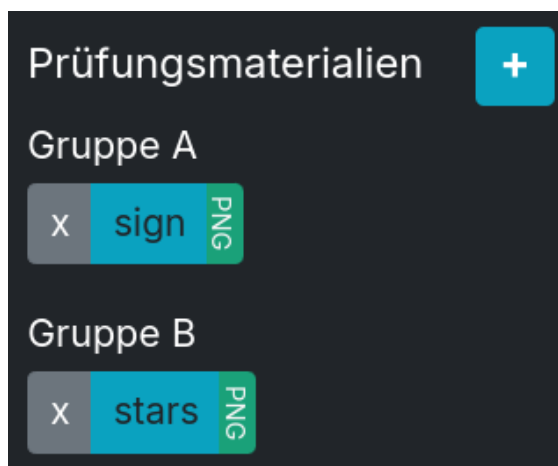 Prüfungsmaterialien +
Gruppe A
x sign PNG
Gruppe B
x stars PNG